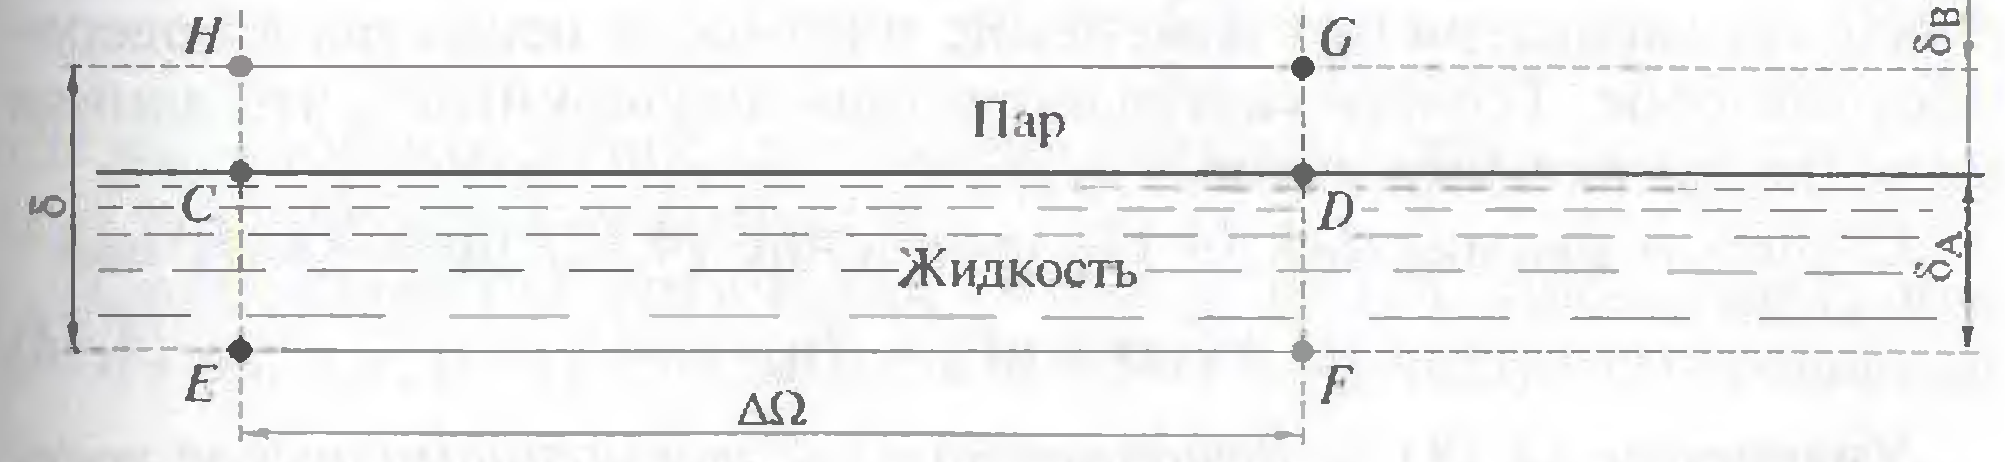 H G δB
Пар
δ C D
Жидкость δA
E F
ΔΩ